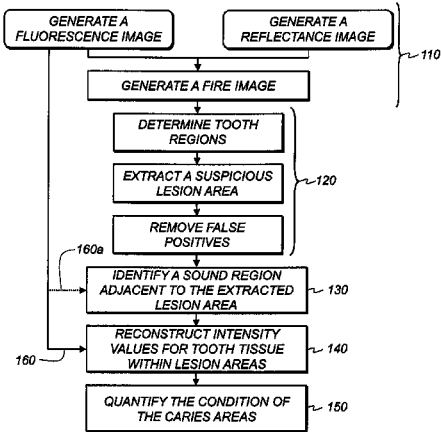 GENERATE A
FLUORESCENCE IMAGE
GENERATE A
REFLECTANCE IMAGE
110
GENERATE A FIRE IMAGE
DETERMINE TOOTH
REGIONS
EXTRACT A SUSPICIOUS
LESION AREA
120
REMOVE FALSE
POSITIVES
160a
IDENTIFY A SOUND REGION
ADJACENT TO THE EXTRACTED
LESION AREA
130
RECONSTRUCT INTENSITY
VALUES FOR TOOTH TISSUE
WITHIN LESION AREAS
140
160
QUANTIFY THE CONDITION OF
THE CARIES AREAS
150